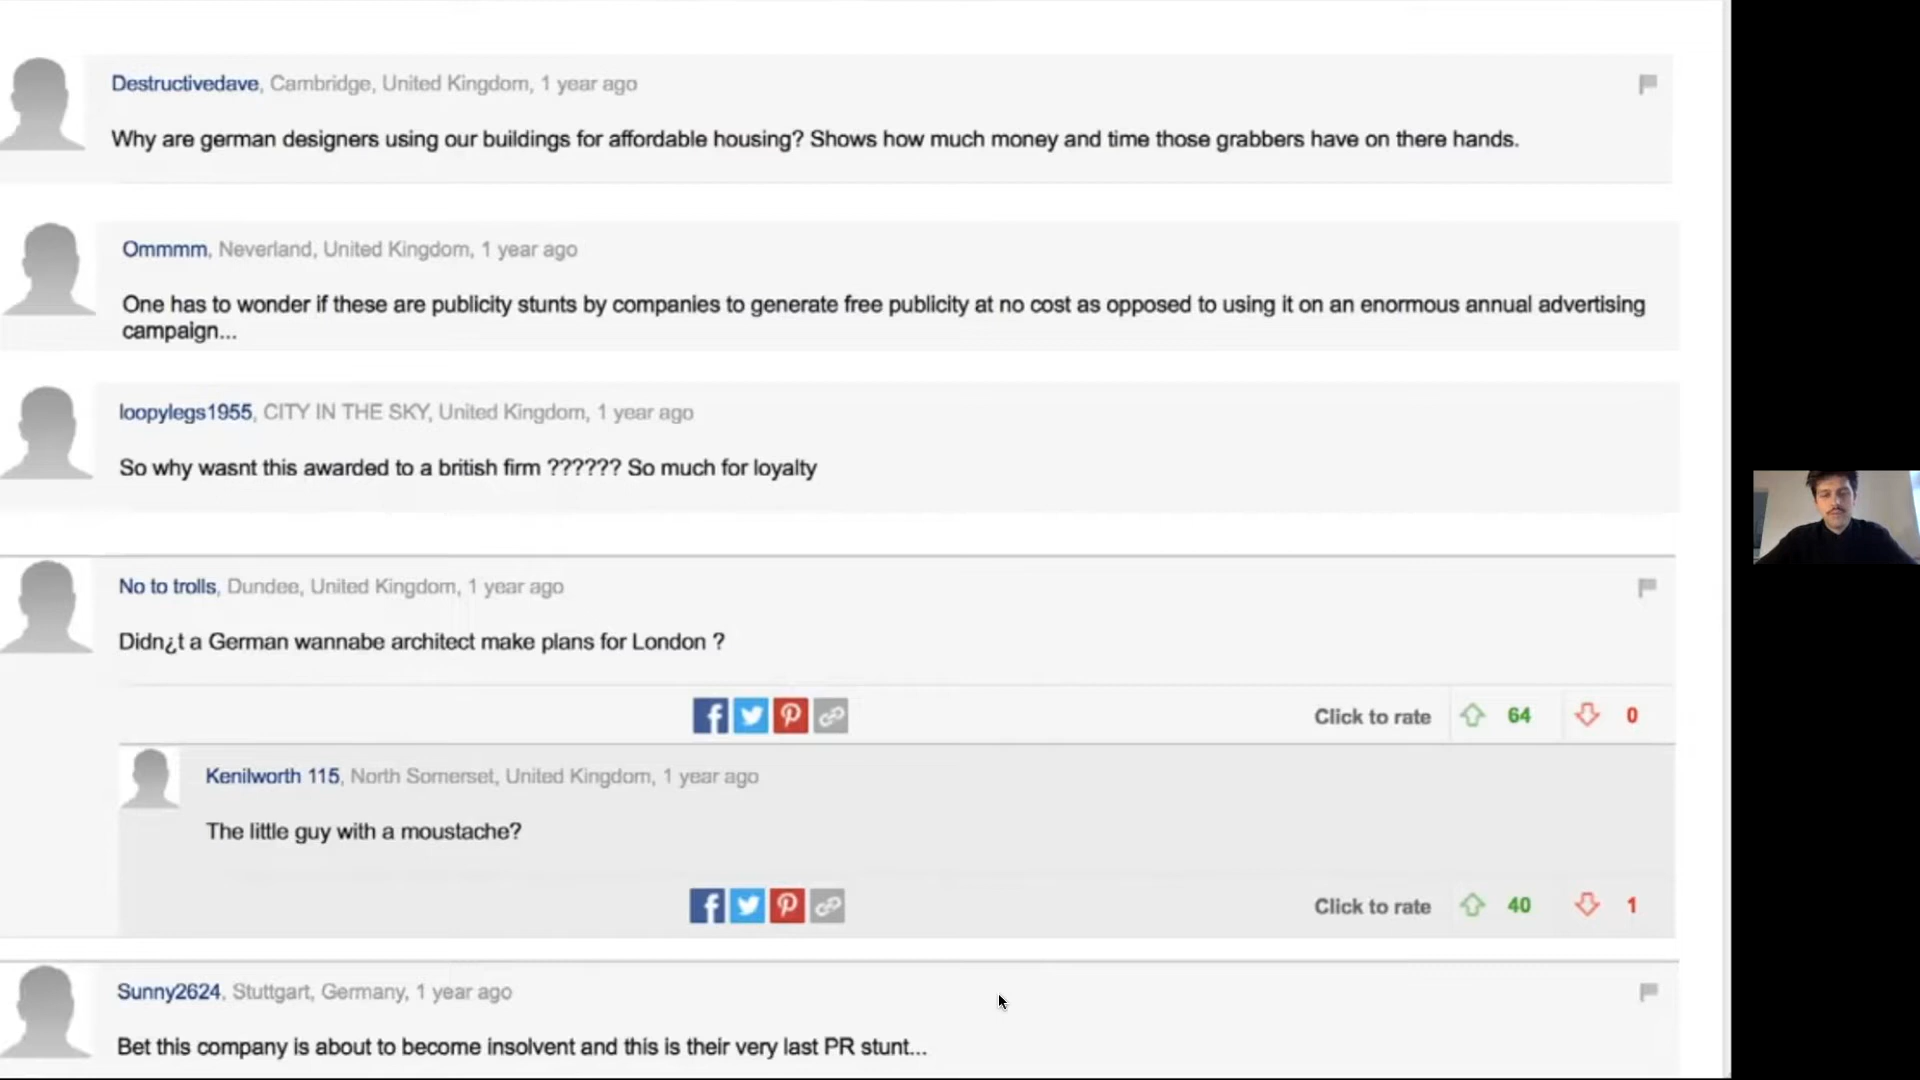 Destructivedave, Cambridge, United Kingdom, 1 year ago
Why are german designers using our buildings for affordable housing? Shows how much money and time those grabbers have on there hands.
Ommmm, Neverland, United Kingdom, 1 year ago
One has to wonder if these are publicity stunts by companies to generate free publicity at no cost as opposed to using it on an enormous annual advertising
campaign...
loopylegs1955, CITY IN THE SKY, United Kingdom, 1 year ago
So why wasnt this awarded to a british firm ?????? So much for loyalty
No to trolls, Dundee, United Kingdom, 1 year ago
Didn¿t a German wannabe architect make plans for London ?
Click to rate 64 0
Kenilworth 115, North Somerset, United Kingdom, 1 year ago
The little guy with a moustache?
Click to rate 40 1
Sunny2624, Stuttgart, Germany, 1 year ago
Bet this company is about to become insolvent and this is their very last PR stunt...